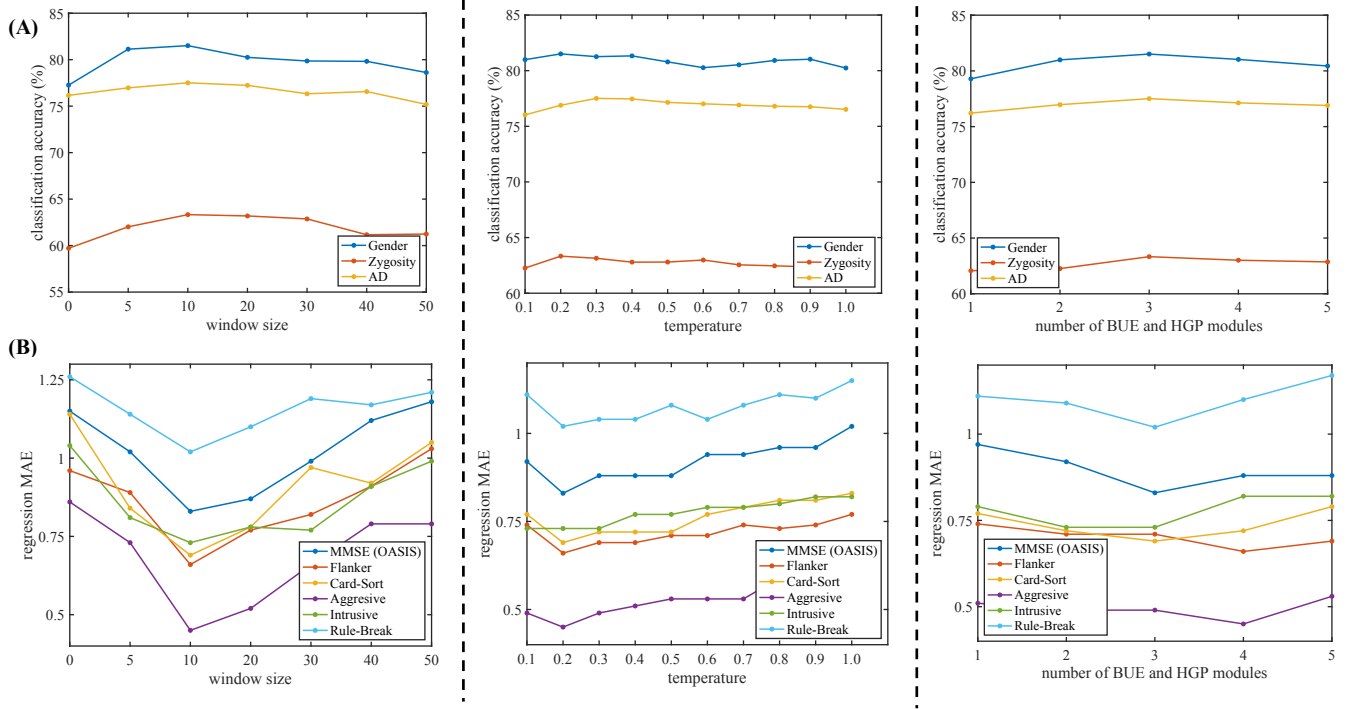 (A)
classification accuracy (%)
85
80
75
70
65
60
55
0 5 10 20 30 40 50
window size
Gender
Zygosity
AD
classification accuracy (%)
85
80
75
70
65
60
0.1 0.2 0.3 0.4 0.5 0.6 0.7 0.8 0.9 1.0
temperature
Gender
Zygosity
AD
classification accuracy (%)
85
80
75
70
65
60
1 2 3 4 5
number of BUE and HGP modules
Gender
Zygosity
AD
(B)
regression MAE
1.25
1
0.75
0.5
0 5 10 20 30 40 50
window size
MMSE (OASIS)
Flanker
Card-Sort
Aggresive
Intrusive
Rule-Break
regression MAE
1
0.75
0.5
0.1 0.2 0.3 0.4 0.5 0.6 0.7 0.8 0.9 1.0
temperature
MMSE (OASIS)
Flanker
Card-Sort
Aggresive
Intrusive
Rule-Break
regression MAE
1
0.75
0.5
1 2 3 4 5
number of BUE and HGP modules
MMSE (OASIS)
Flanker
Card-Sort
Aggresive
Intrusive
Rule-Break